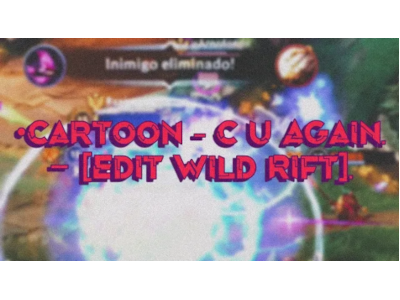 Inimigo eliminado!
•CARTOON - C U AGAIN.
— [EDIT WILD RIFT].